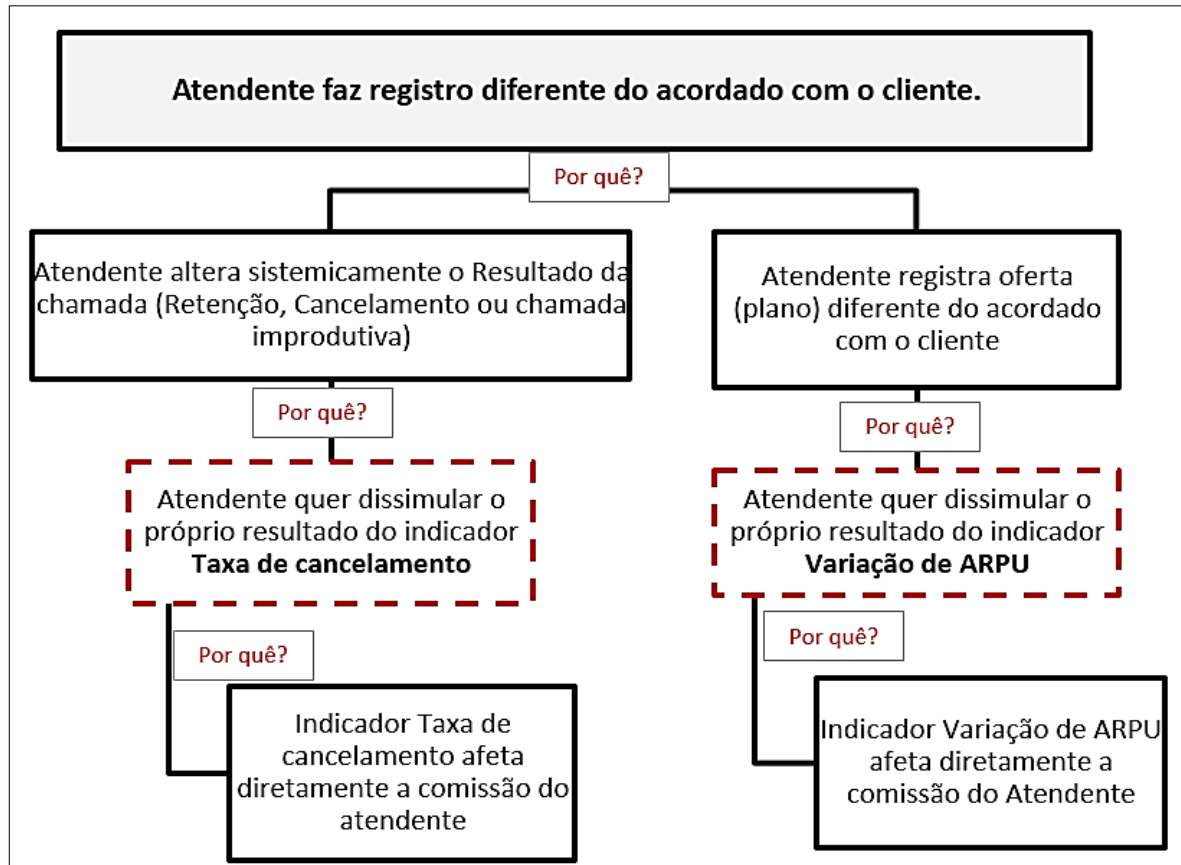 Atendente faz registro diferente do acordado com o cliente.
Por quê?
Atendente altera sistemicamente o Resultado da
chamada (Retenção, Cancelamento ou chamada
improdutiva)
Por quê?
Atendente quer dissimular o
próprio resultado do indicador
Taxa de cancelamento
Por quê?
Indicador Taxa de
cancelamento afeta
diretamente a comissão do
atendente
Atendente registra oferta
(plano) diferente do acordado
com o cliente
Por quê?
Atendente quer dissimular o
próprio resultado do indicador
Variação de ARPU
Por quê?
Indicador Variação de ARPU
afeta diretamente a
comissão do Atendente